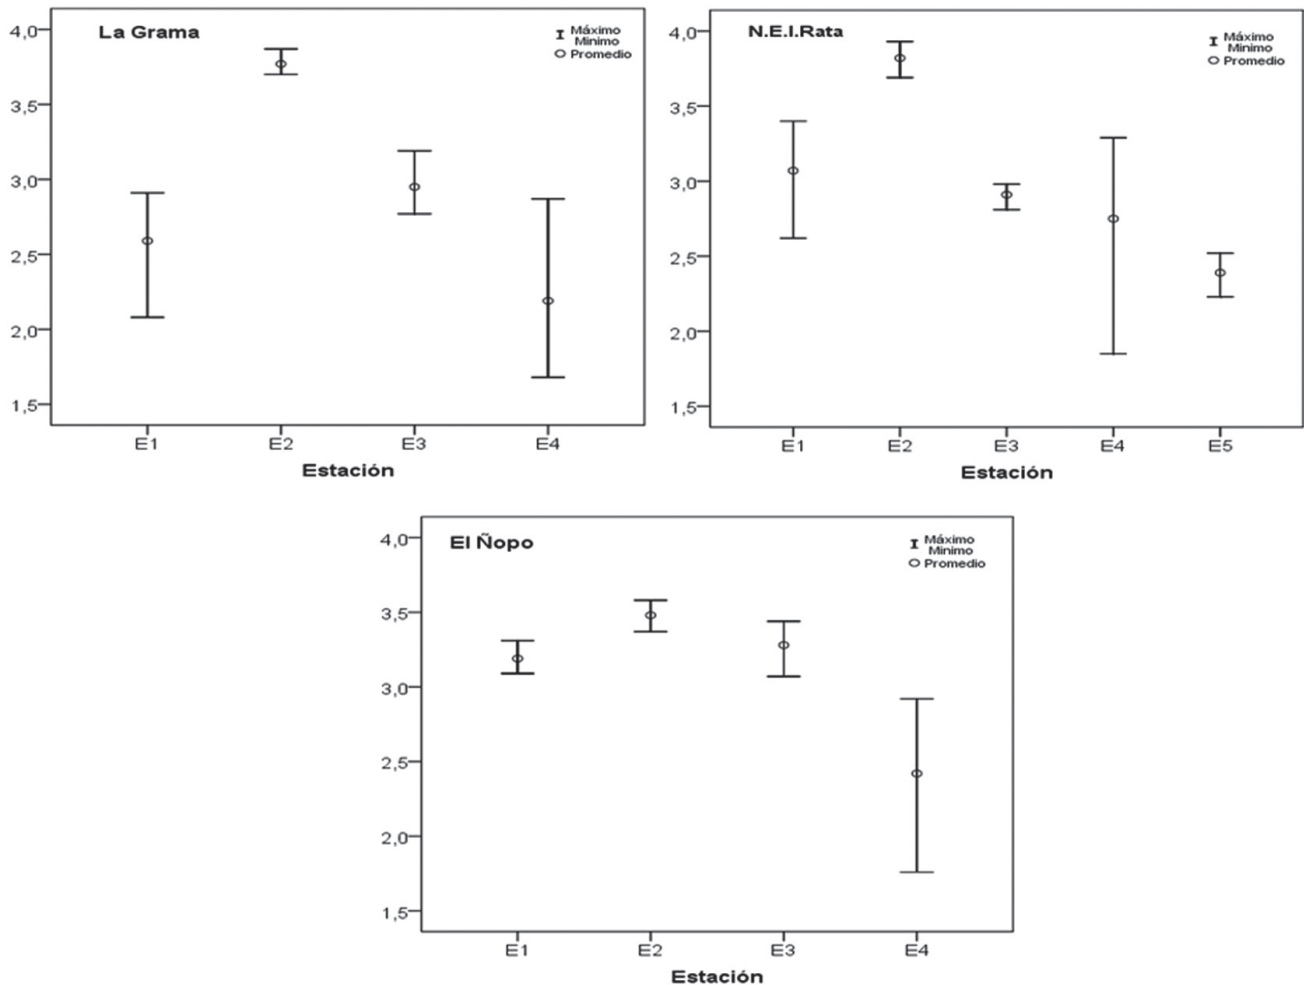 La Grama
Máximo
Minimo
Promedio
4,0
3,5
3,0
2,5
2,0
1,5
E1 E2 E3 E4
Estación
N.E.I.Rata
Máximo
Minimo
Promedio
4,0
3,5
3,0
2,5
2,0
1,5
E1 E2 E3 E4 E5
Estación
El Ñopo
Máximo
Minimo
Promedio
4,0
3,5
3,0
2,5
2,0
1,5
E1 E2 E3 E4
Estación